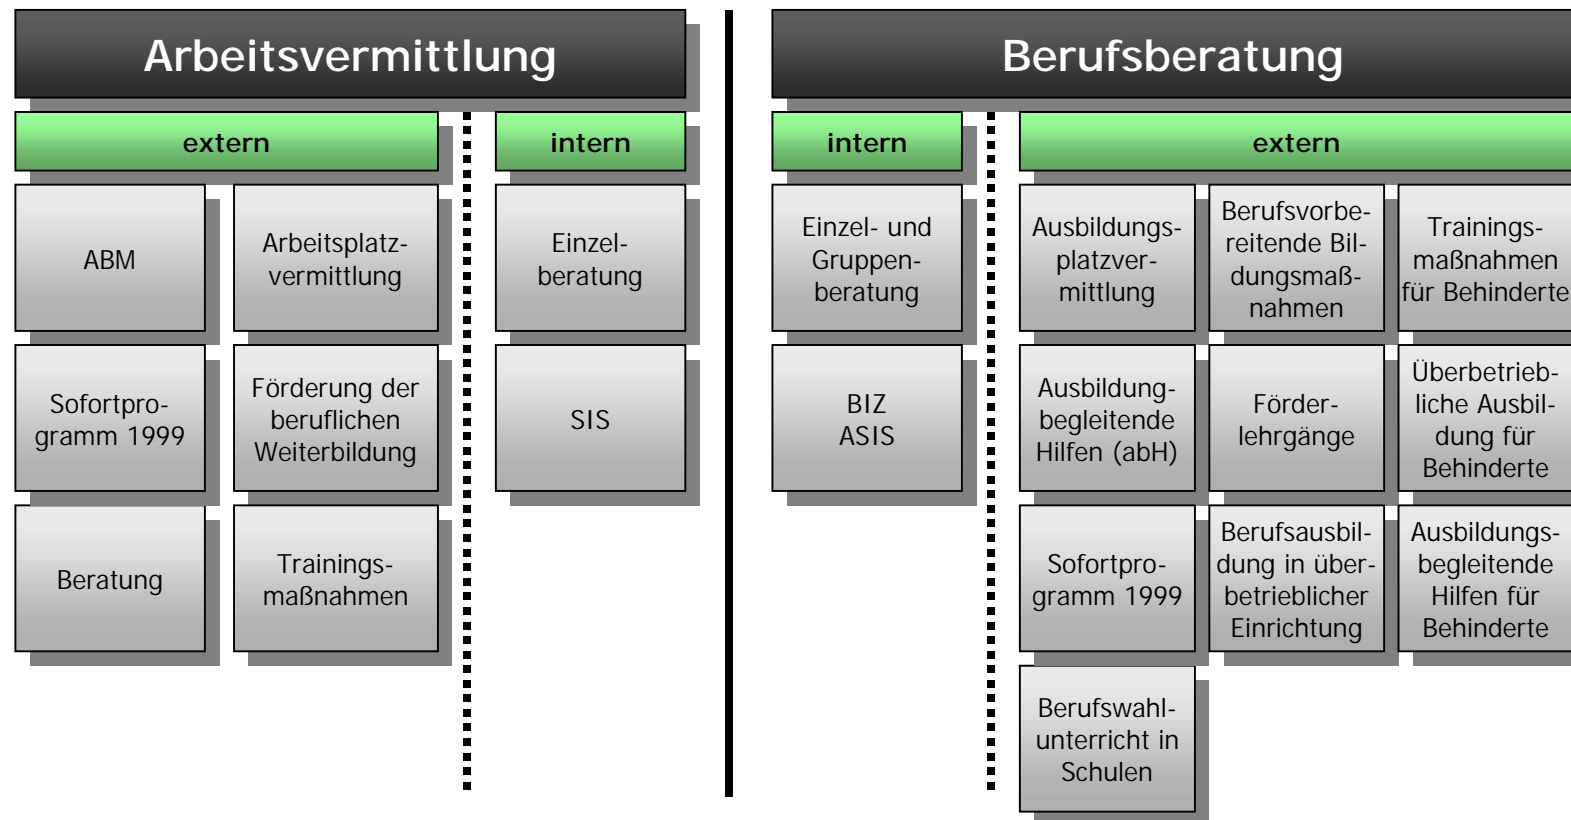 Arbeitsvermittlung
extern
intern
ABM
Arbeitsplatz-
vermittlung
Einzel-
beratung
Sofortpro-
gramm 1999
Förderung der
beruflichen
Weiterbildung
SIS
Beratung
Trainings-
maßnahmen
Berufsberatung
intern
extern
Einzel- und
Gruppen-
beratung
Ausbildungs-
platzver-
mittlung
Berufsvorbe-
reitende Bil-
dungsmaß-
nahmen
Trainings-
maßnahmen
für Behinderte
BIZ
ASIS
Ausbildung-
begleitende
Hilfen (abH)
Förder-
lehrgänge
Überbetrieb-
liche Ausbil-
dung für
Behinderte
Sofortpro-
gramm 1999
Berufsausbil-
dung in über-
betrieblicher
Einrichtung
Ausbildungs-
begleitende
Hilfen für
Behinderte
Berufswahl-
unterricht in
Schulen